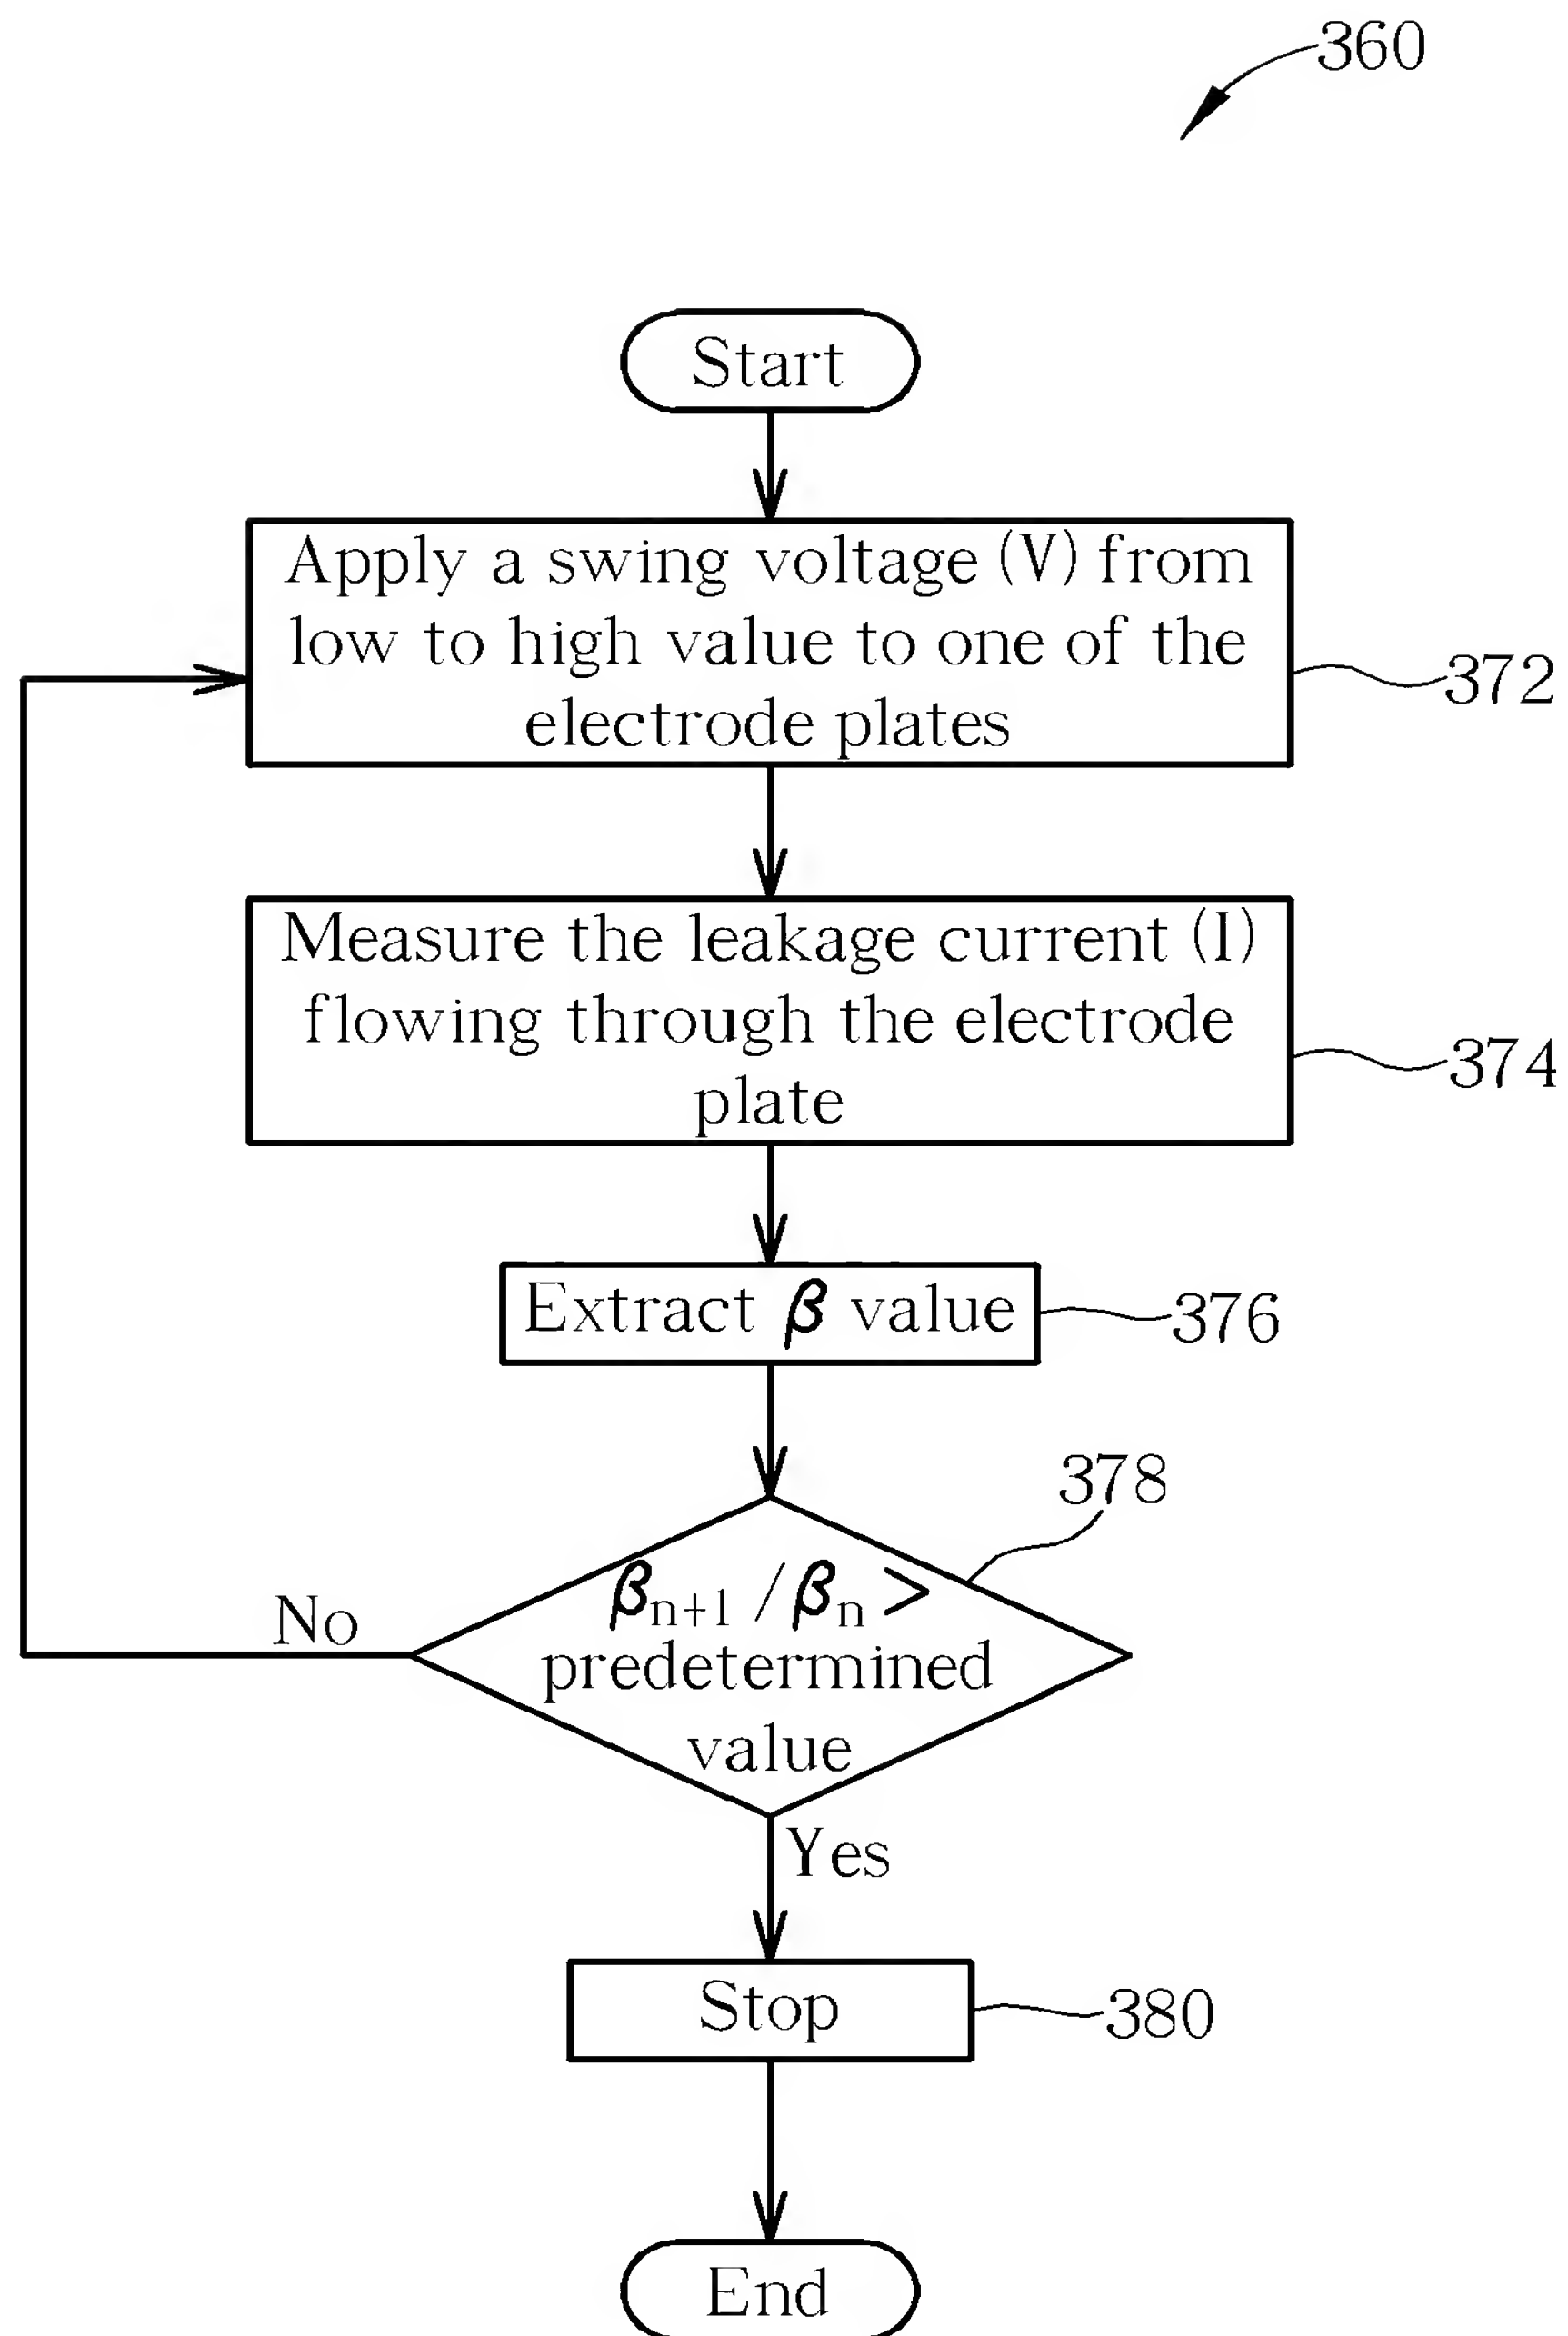 360
Start
Apply a swing voltage (V) from
low to high value to one of the
electrode plates
372
Measure the leakage current (I)
flowing through the electrode
plate
374
Extract β value
376
378
βn+1 / βn >
predetermined
value
No
Yes
Stop
380
End